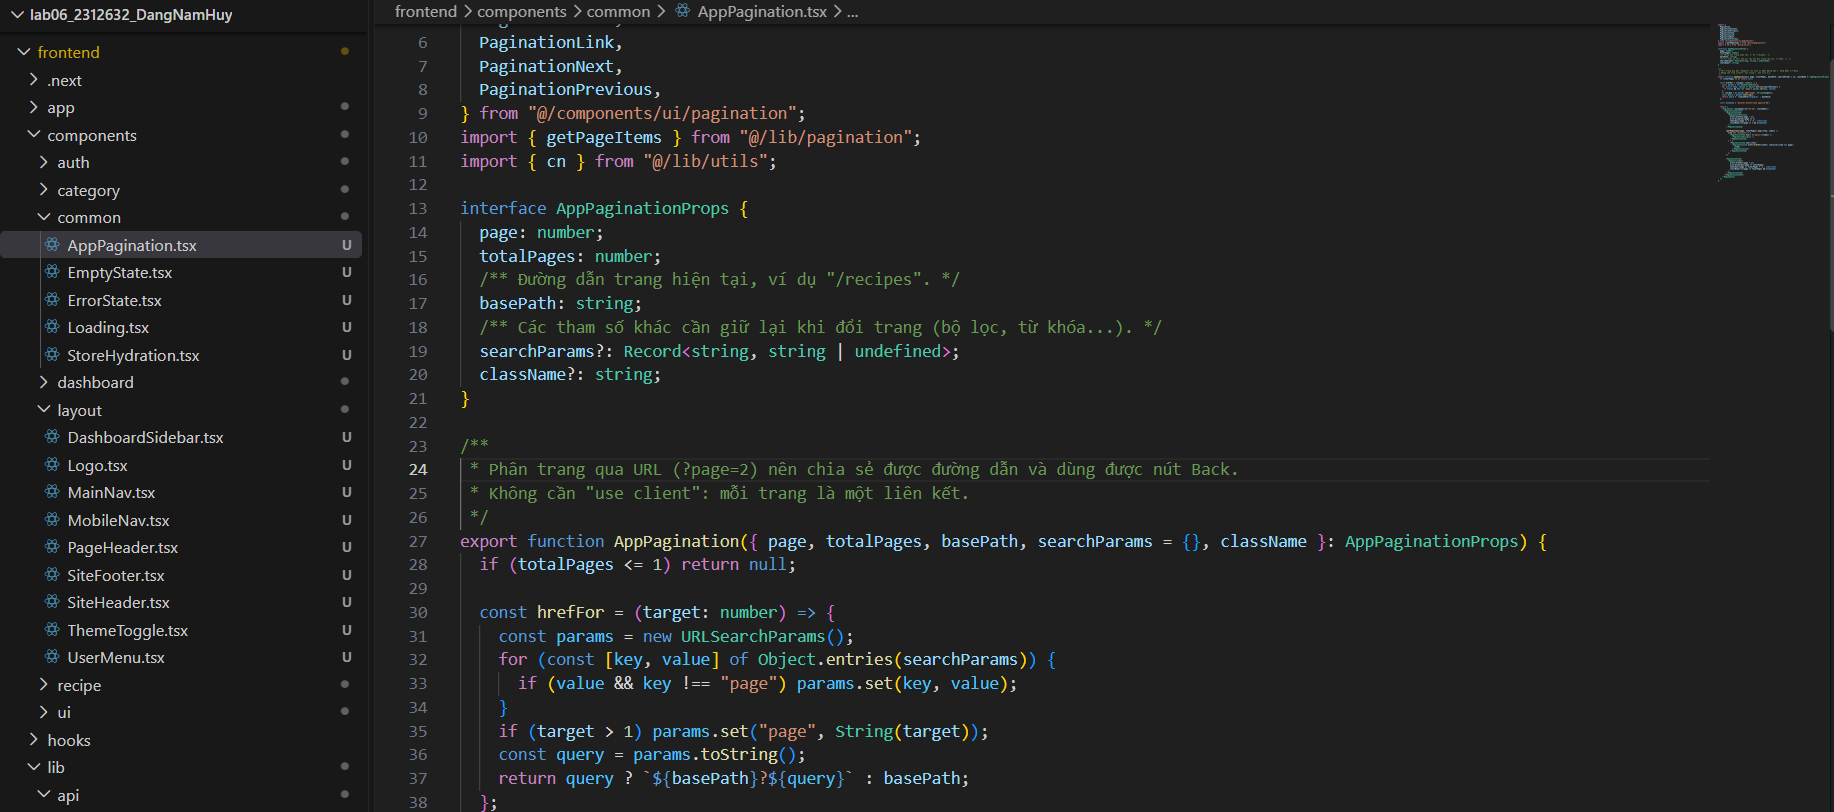 lab06_2312632_DangNamHuy
frontend
.next
app
components
auth
category
common
AppPagination.tsx U
EmptyState.tsx U
ErrorState.tsx U
Loading.tsx U
StoreHydration.tsx U
dashboard
layout
DashboardSidebar.tsx U
Logo.tsx U
MainNav.tsx U
MobileNav.tsx U
PageHeader.tsx U
SiteFooter.tsx U
SiteHeader.tsx U
ThemeToggle.tsx U
UserMenu.tsx U
recipe
ui
hooks
lib
api
frontend > components > common > AppPagination.tsx > ...
6 PaginationLink,
7 PaginationNext,
8 PaginationPrevious,
9 } from "@/components/ui/pagination";
10 import { getPageItems } from "@/lib/pagination";
11 import { cn } from "@/lib/utils";
12
13 interface AppPaginationProps {
14 page: number;
15 totalPages: number;
16 /** Đường dẫn trang hiện tại, ví dụ "/recipes". */
17 basePath: string;
18 /** Các tham số khác cần giữ lại khi đổi trang (bộ lọc, từ khóa...). */
19 searchParams?: Record<string, string | undefined>;
20 className?: string;
21 }
22
23 /**
24 * Phân trang qua URL (?page=2) nên chia sẻ được đường dẫn và dùng được nút Back.
25 * Không cần "use client": mỗi trang là một liên kết.
26 */
27 export function AppPagination({ page, totalPages, basePath, searchParams = {}, className }: AppPaginationProps) {
28 if (totalPages <= 1) return null;
29
30 const hrefFor = (target: number) => {
31 const params = new URLSearchParams();
32 for (const [key, value] of Object.entries(searchParams)) {
33 if (value && key !== "page") params.set(key, value);
34 }
35 if (target > 1) params.set("page", String(target));
36 const query = params.toString();
37 return query ? `${basePath}?${query}` : basePath;
38 };